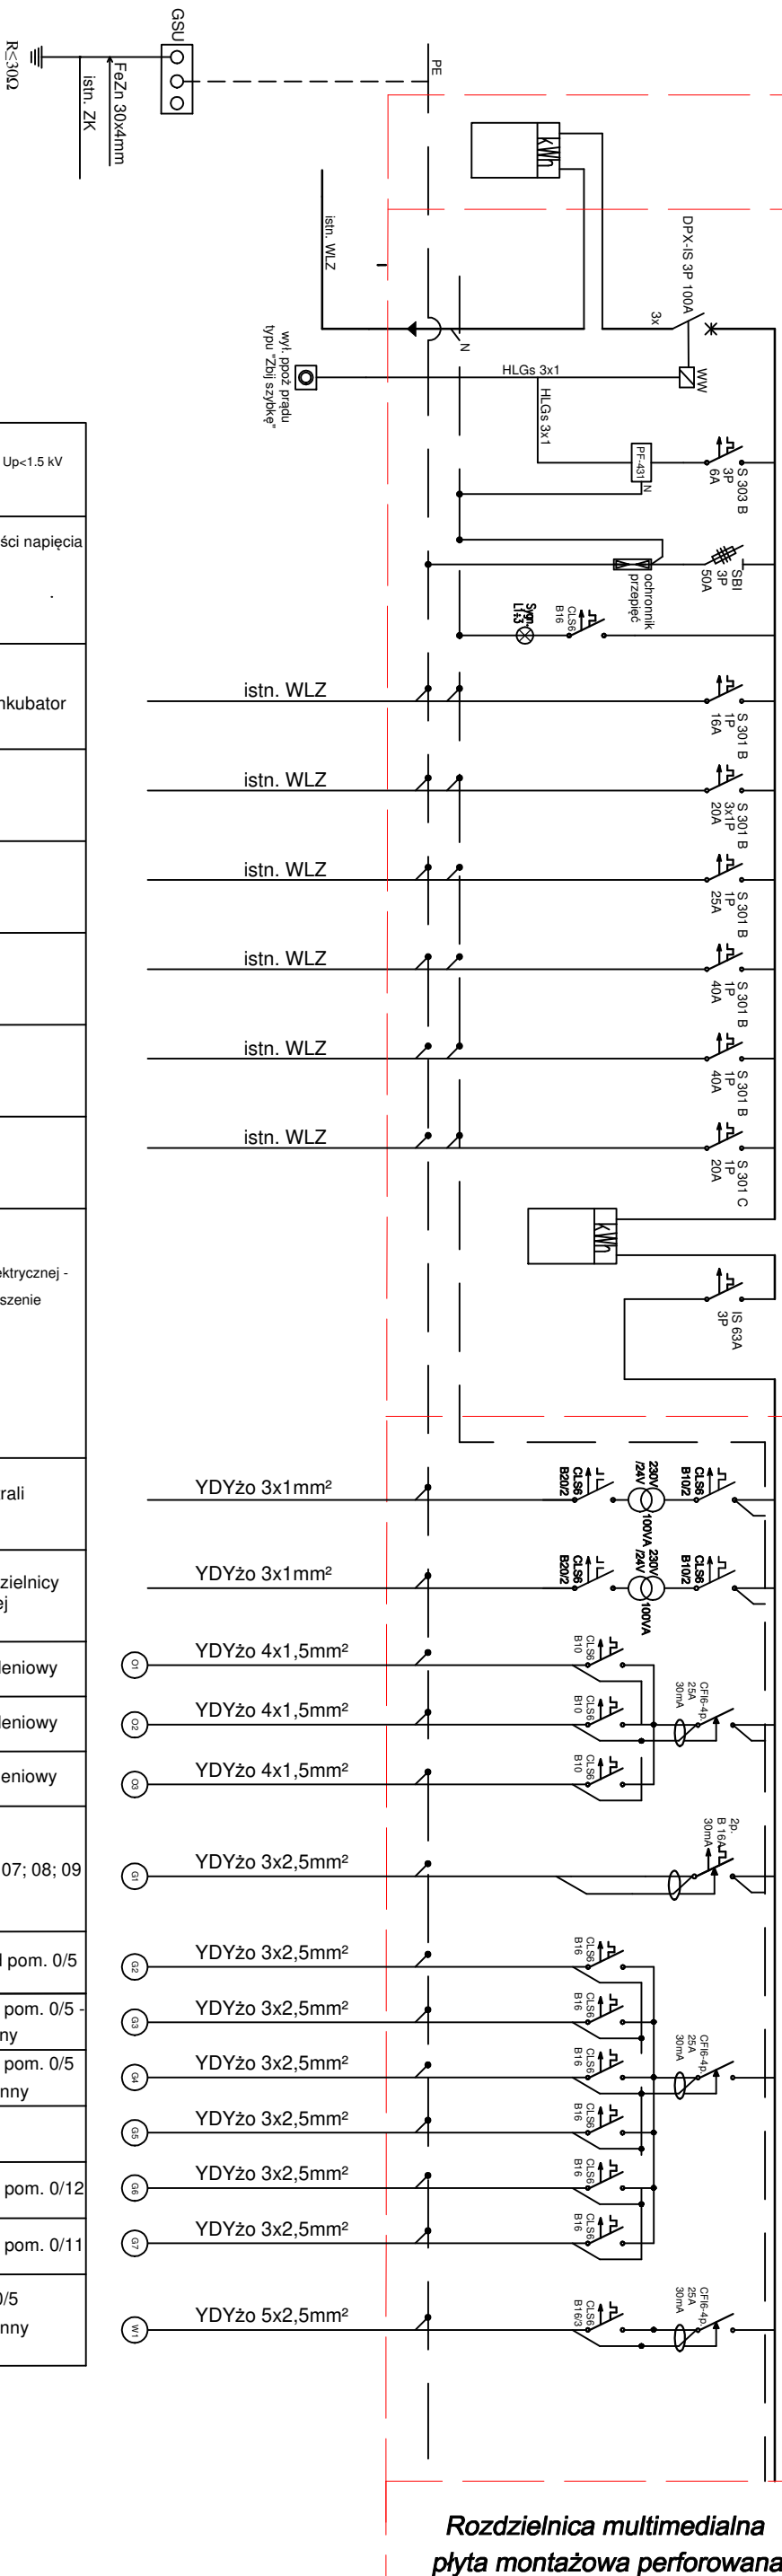 GSU
R≤30Ω
FeZn 30x4mm
istn. ZK
PE
kWh
istn. WLZ
I
N
DPX-IS 3P 100A
3x
WW
HLGs 3x1
HLGs 3x1
wył. ppoż prądu
typu "Zbij szybkę"
PF-431
N
S 303 B
3P
6A
SBI
3P
50A
ochronnik
przepięć
CLS6
B16
Sygn.
L1÷3
Up<1.5 kV
ści napięcia
.
nkubator
istn. WLZ
S 301 B
1P
16A
istn. WLZ
S 301 B
3x1P
20A
istn. WLZ
S 301 B
1P
25A
istn. WLZ
S 301 B
1P
40A
istn. WLZ
S 301 B
1P
40A
istn. WLZ
S 301 C
1P
20A
kWh
IS 63A
3P
ektrycznej -
szenie
trali
YDYżo 3x1mm²
CLS6
B20/2
230V
/24V
100VA
CLS6
B10/2
zielnicy
ej
YDYżo 3x1mm²
CLS6
B20/2
230V
/24V
100VA
CLS6
B10/2
leniowy
O1
YDYżo 4x1,5mm²
CLS6
B10
leniowy
O2
YDYżo 4x1,5mm²
CLS6
B10
CFI6-4p.
25A
30mA
leniowy
O3
YDYżo 4x1,5mm²
CLS6
B10
07; 08; 09
G1
YDYżo 3x2,5mm²
2p.
B 16A
30mA
d pom. 0/5
G2
YDYżo 3x2,5mm²
CLS6
B16
pom. 0/5 -
ny
G3
YDYżo 3x2,5mm²
CLS6
B16
pom. 0/5
nny
G4
YDYżo 3x2,5mm²
CLS6
B16
CFI6-4p.
25A
30mA
G5
YDYżo 3x2,5mm²
CLS6
B16
pom. 0/12
G6
YDYżo 3x2,5mm²
CLS6
B16
pom. 0/11
G7
YDYżo 3x2,5mm²
CLS6
B16
0/5
nny
W1
YDYżo 5x2,5mm²
CLS6
B16/3
CFI6-4p.
25A
30mA
Rozdzielnica multimedialna
płyta montażowa perforowana